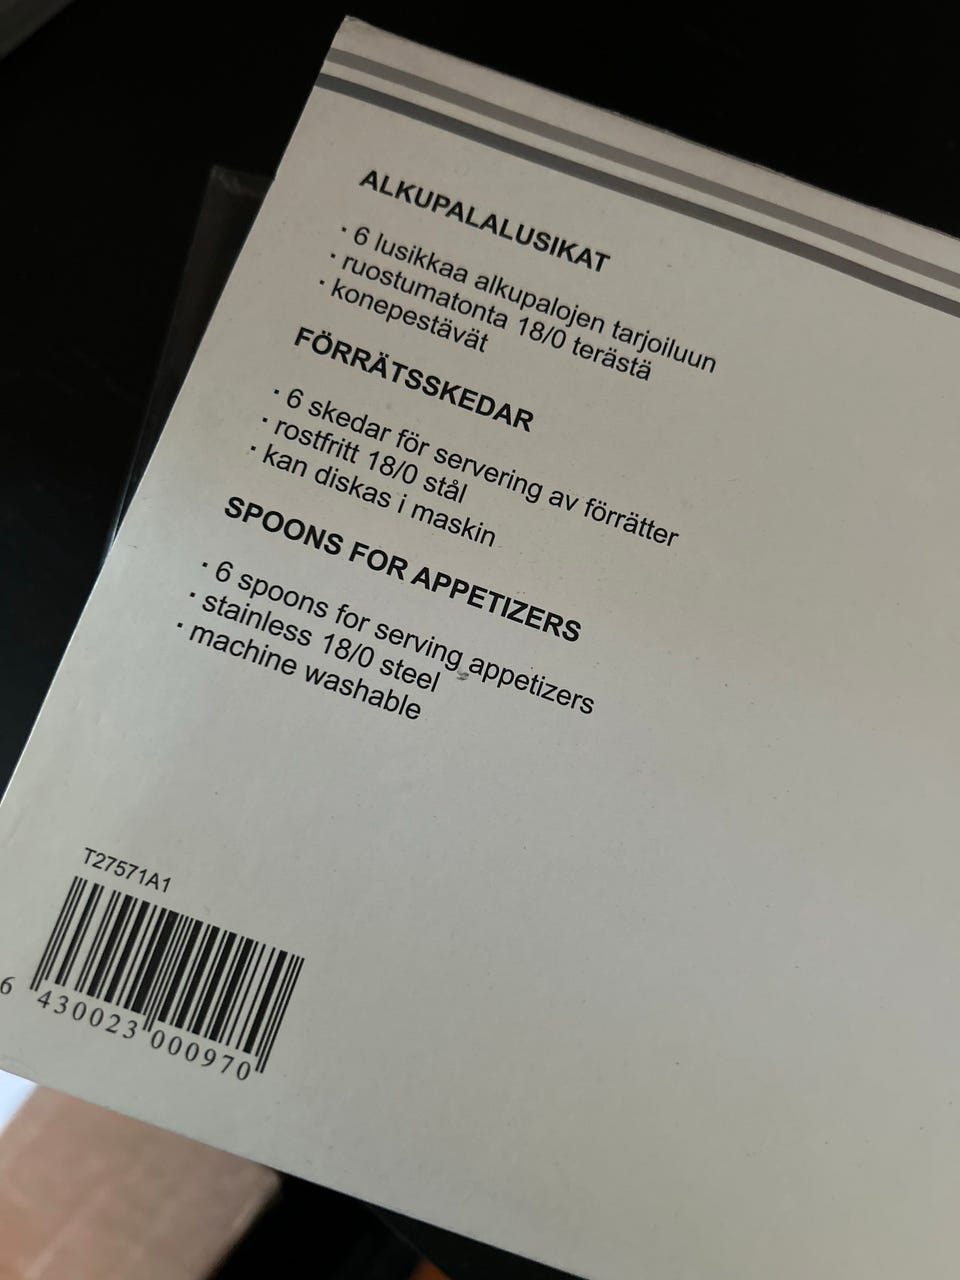 ALKUPALALUSIKAT
· 6 lusikkaa alkupalojen tarjoiluun
· ruostumatonta 18/0 terästä
· konepestävät
FÖRRÄTSSKEDAR
· 6 skedar för servering av förrätter
· rostfritt 18/0 stål
· kan diskas i maskin
SPOONS FOR APPETIZERS
· 6 spoons for serving appetizers
· stainless 18/0 steel
· machine washable
T27571A1
6 430023 000970